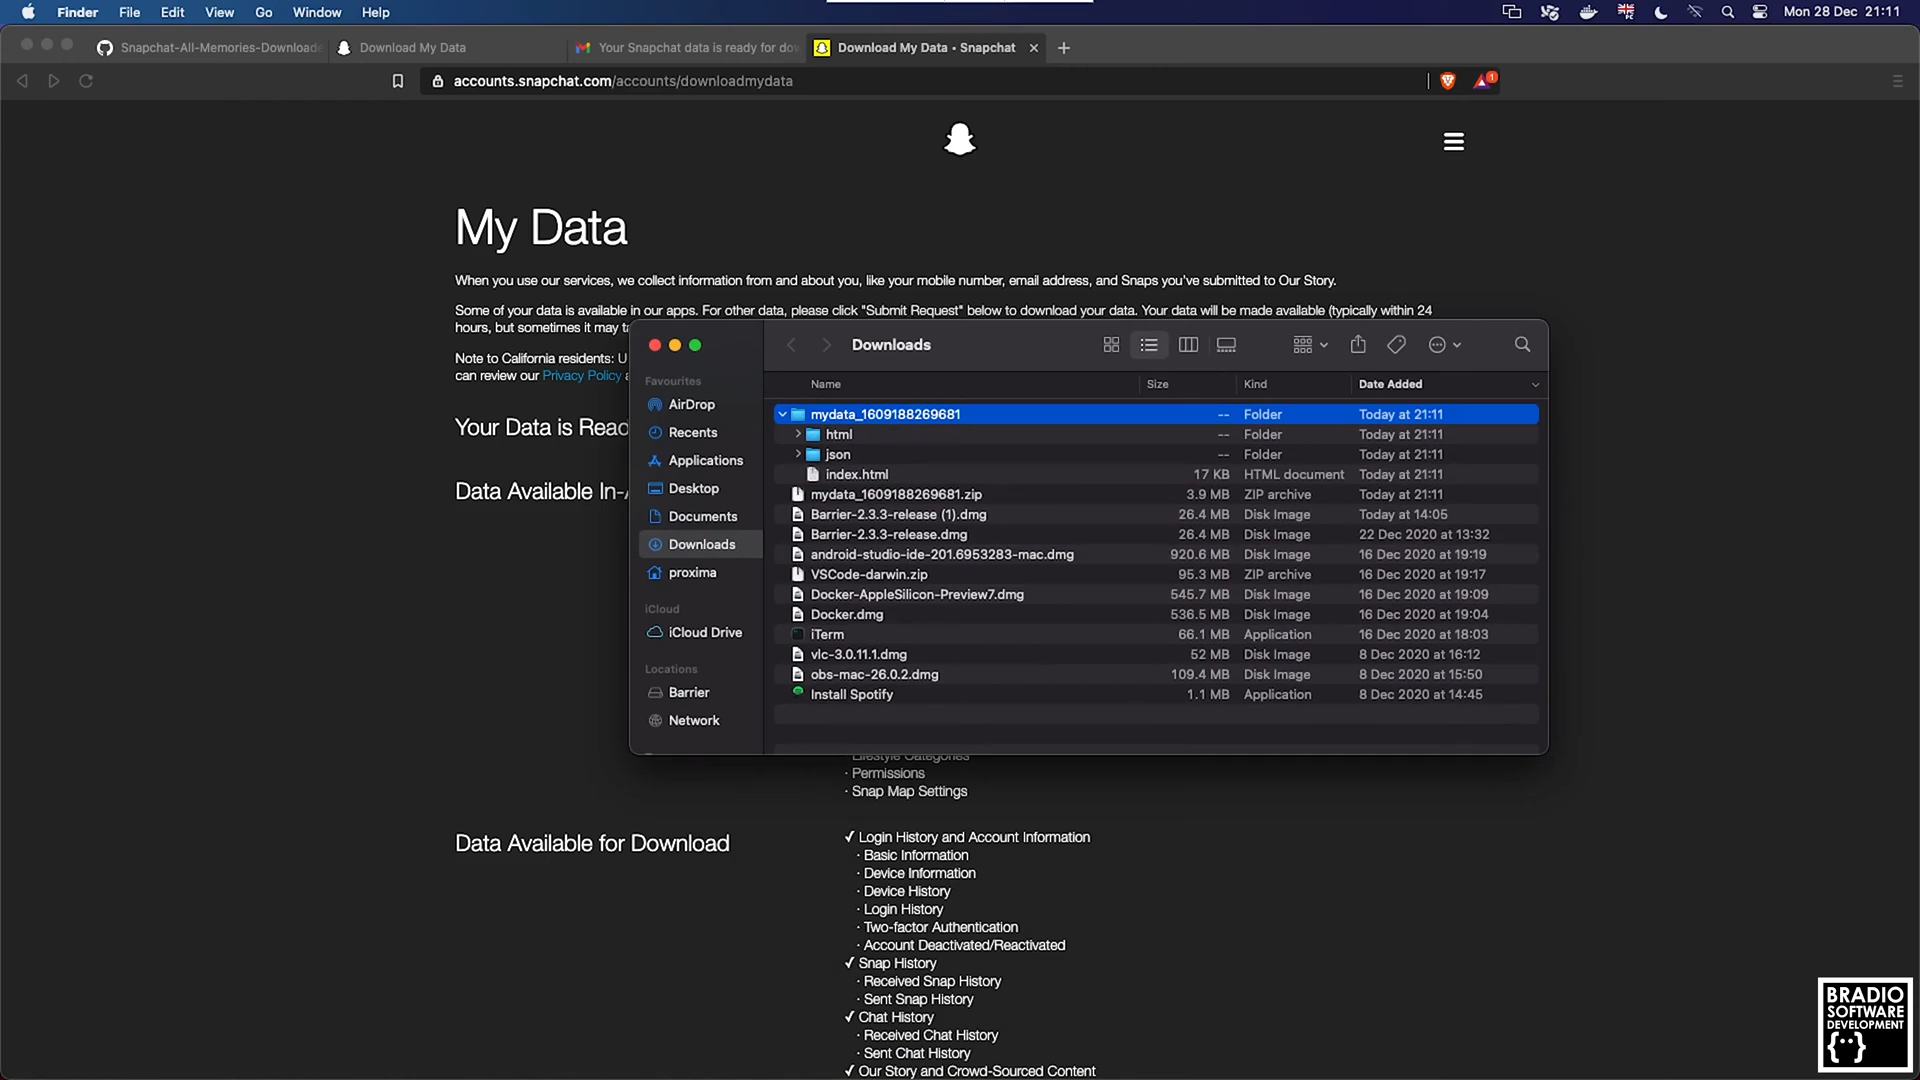 Finder File Edit View Go Window Help Mon 28 Dec 21:11
Snapchat-All-Memories-Downloade Download My Data Your Snapchat data is ready for dow Download My Data • Snapchat
accounts.snapchat.com/accounts/downloadmydata 1
My Data
When you use our services, we collect information from and about you, like your mobile number, email address, and Snaps you've submitted to Our Story.
Some of your data is available in our apps. For other data, please click "Submit Request" below to download your data. Your data will be made available (typically within 24
hours, but sometimes it may ta
Note to California residents: U
can review our Privacy Policy a
Your Data is Read
Data Available In-A
Downloads
Favourites
AirDrop
Recents
Applications
Desktop
Documents
Downloads
proxima
iCloud
iCloud Drive
Locations
Barrier
Network
Name Size Kind Date Added
mydata_1609188269681 -- Folder Today at 21:11
html -- Folder Today at 21:11
json -- Folder Today at 21:11
index.html 17 KB HTML document Today at 21:11
mydata_1609188269681.zip 3.9 MB ZIP archive Today at 21:11
Barrier-2.3.3-release (1).dmg 26.4 MB Disk Image Today at 14:05
Barrier-2.3.3-release.dmg 26.4 MB Disk Image 22 Dec 2020 at 13:32
android-studio-ide-201.6953283-mac.dmg 920.6 MB Disk Image 16 Dec 2020 at 19:19
VSCode-darwin.zip 95.3 MB ZIP archive 16 Dec 2020 at 19:17
Docker-AppleSilicon-Preview7.dmg 545.7 MB Disk Image 16 Dec 2020 at 19:09
Docker.dmg 536.5 MB Disk Image 16 Dec 2020 at 19:04
iTerm 66.1 MB Application 16 Dec 2020 at 18:03
vlc-3.0.11.1.dmg 52 MB Disk Image 8 Dec 2020 at 16:12
obs-mac-26.0.2.dmg 109.4 MB Disk Image 8 Dec 2020 at 15:50
Install Spotify 1.1 MB Application 8 Dec 2020 at 14:45
Lifestyle Categories
· Permissions
· Snap Map Settings
Data Available for Download
✓ Login History and Account Information
· Basic Information
· Device Information
· Device History
· Login History
· Two-factor Authentication
· Account Deactivated/Reactivated
✓ Snap History
· Received Snap History
· Sent Snap History
✓ Chat History
· Received Chat History
· Sent Chat History
✓ Our Story and Crowd-Sourced Content
BRADIO
SOFTWARE
DEVELOPMENT
{··}